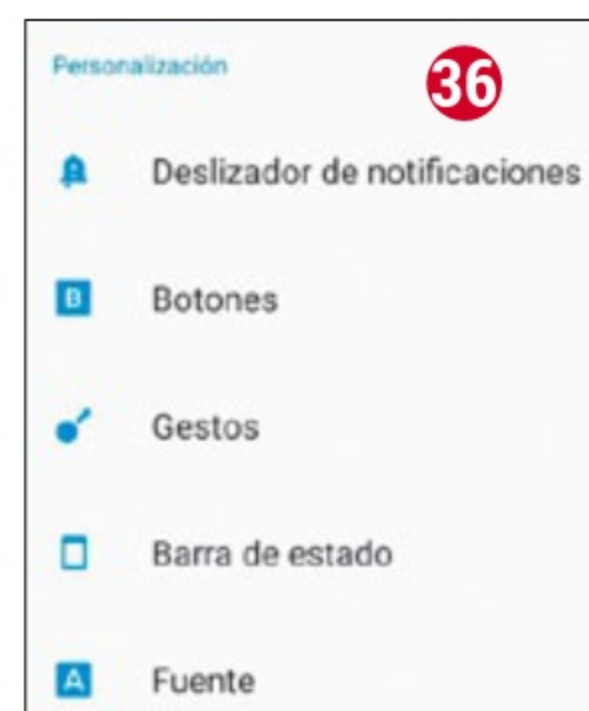 Personalización
36
Deslizador de notificaciones
B
Botones
Gestos
Barra de estado
A
Fuente